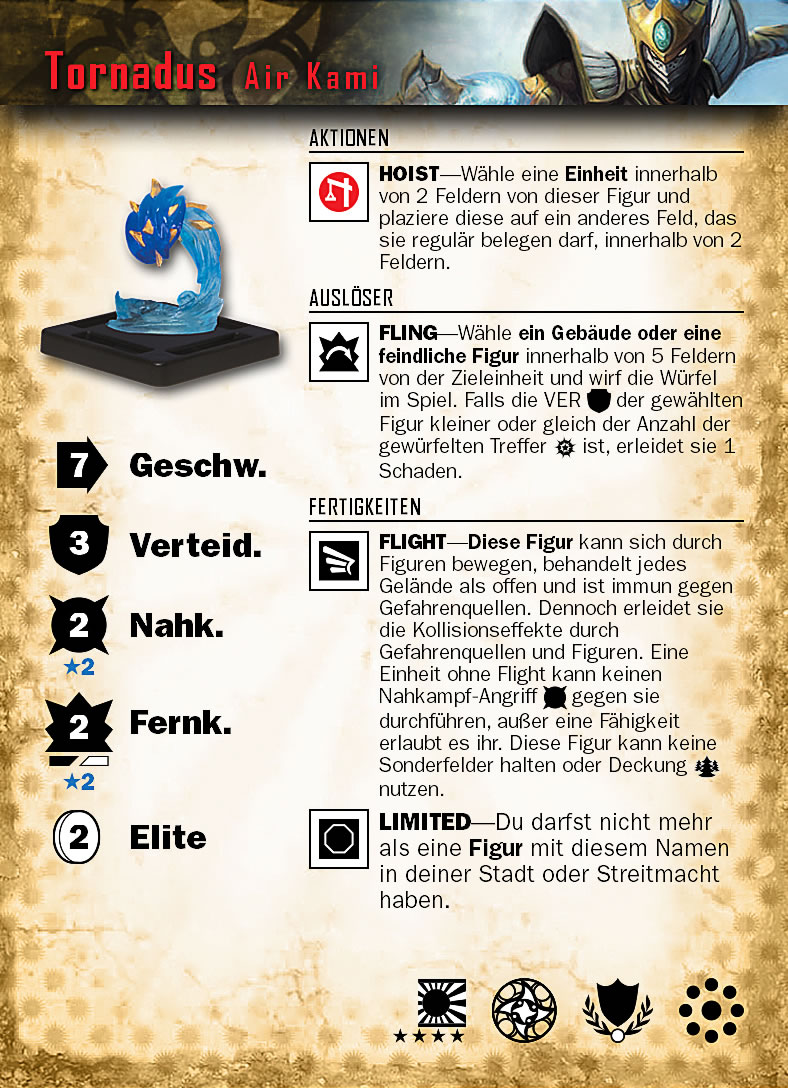 Tornadus Air Kami
AKTIONEN
HOIST—Wähle eine Einheit innerhalb
von 2 Feldern von dieser Figur und
plaziere diese auf ein anderes Feld, das
sie regulär belegen darf, innerhalb von 2
Feldern.
AUSLÖSER
FLING—Wähle ein Gebäude oder eine
feindliche Figur innerhalb von 5 Feldern
von der Zieleinheit und wirf die Würfel
im Spiel. Falls die VER der gewählten
Figur kleiner oder gleich der Anzahl der
gewürfelten Treffer ist, erleidet sie 1
Schaden.
FERTIGKEITEN
FLIGHT—Diese Figur kann sich durch
Figuren bewegen, behandelt jedes
Gelände als offen und ist immun gegen
Gefahrenquellen. Dennoch erleidet sie
die Kollisionseffekte durch
Gefahrenquellen und Figuren. Eine
Einheit ohne Flight kann keinen
Nahkampf-Angriff gegen sie
durchführen, außer eine Fähigkeit
erlaubt es ihr. Diese Figur kann keine
Sonderfelder halten oder Deckung
nutzen.
LIMITED—Du darfst nicht mehr
als eine Figur mit diesem Namen
in deiner Stadt oder Streitmacht
haben.
7 Geschw.
3 Verteid.
2 Nahk.
★2
2 Fernk.
★2
2 Elite